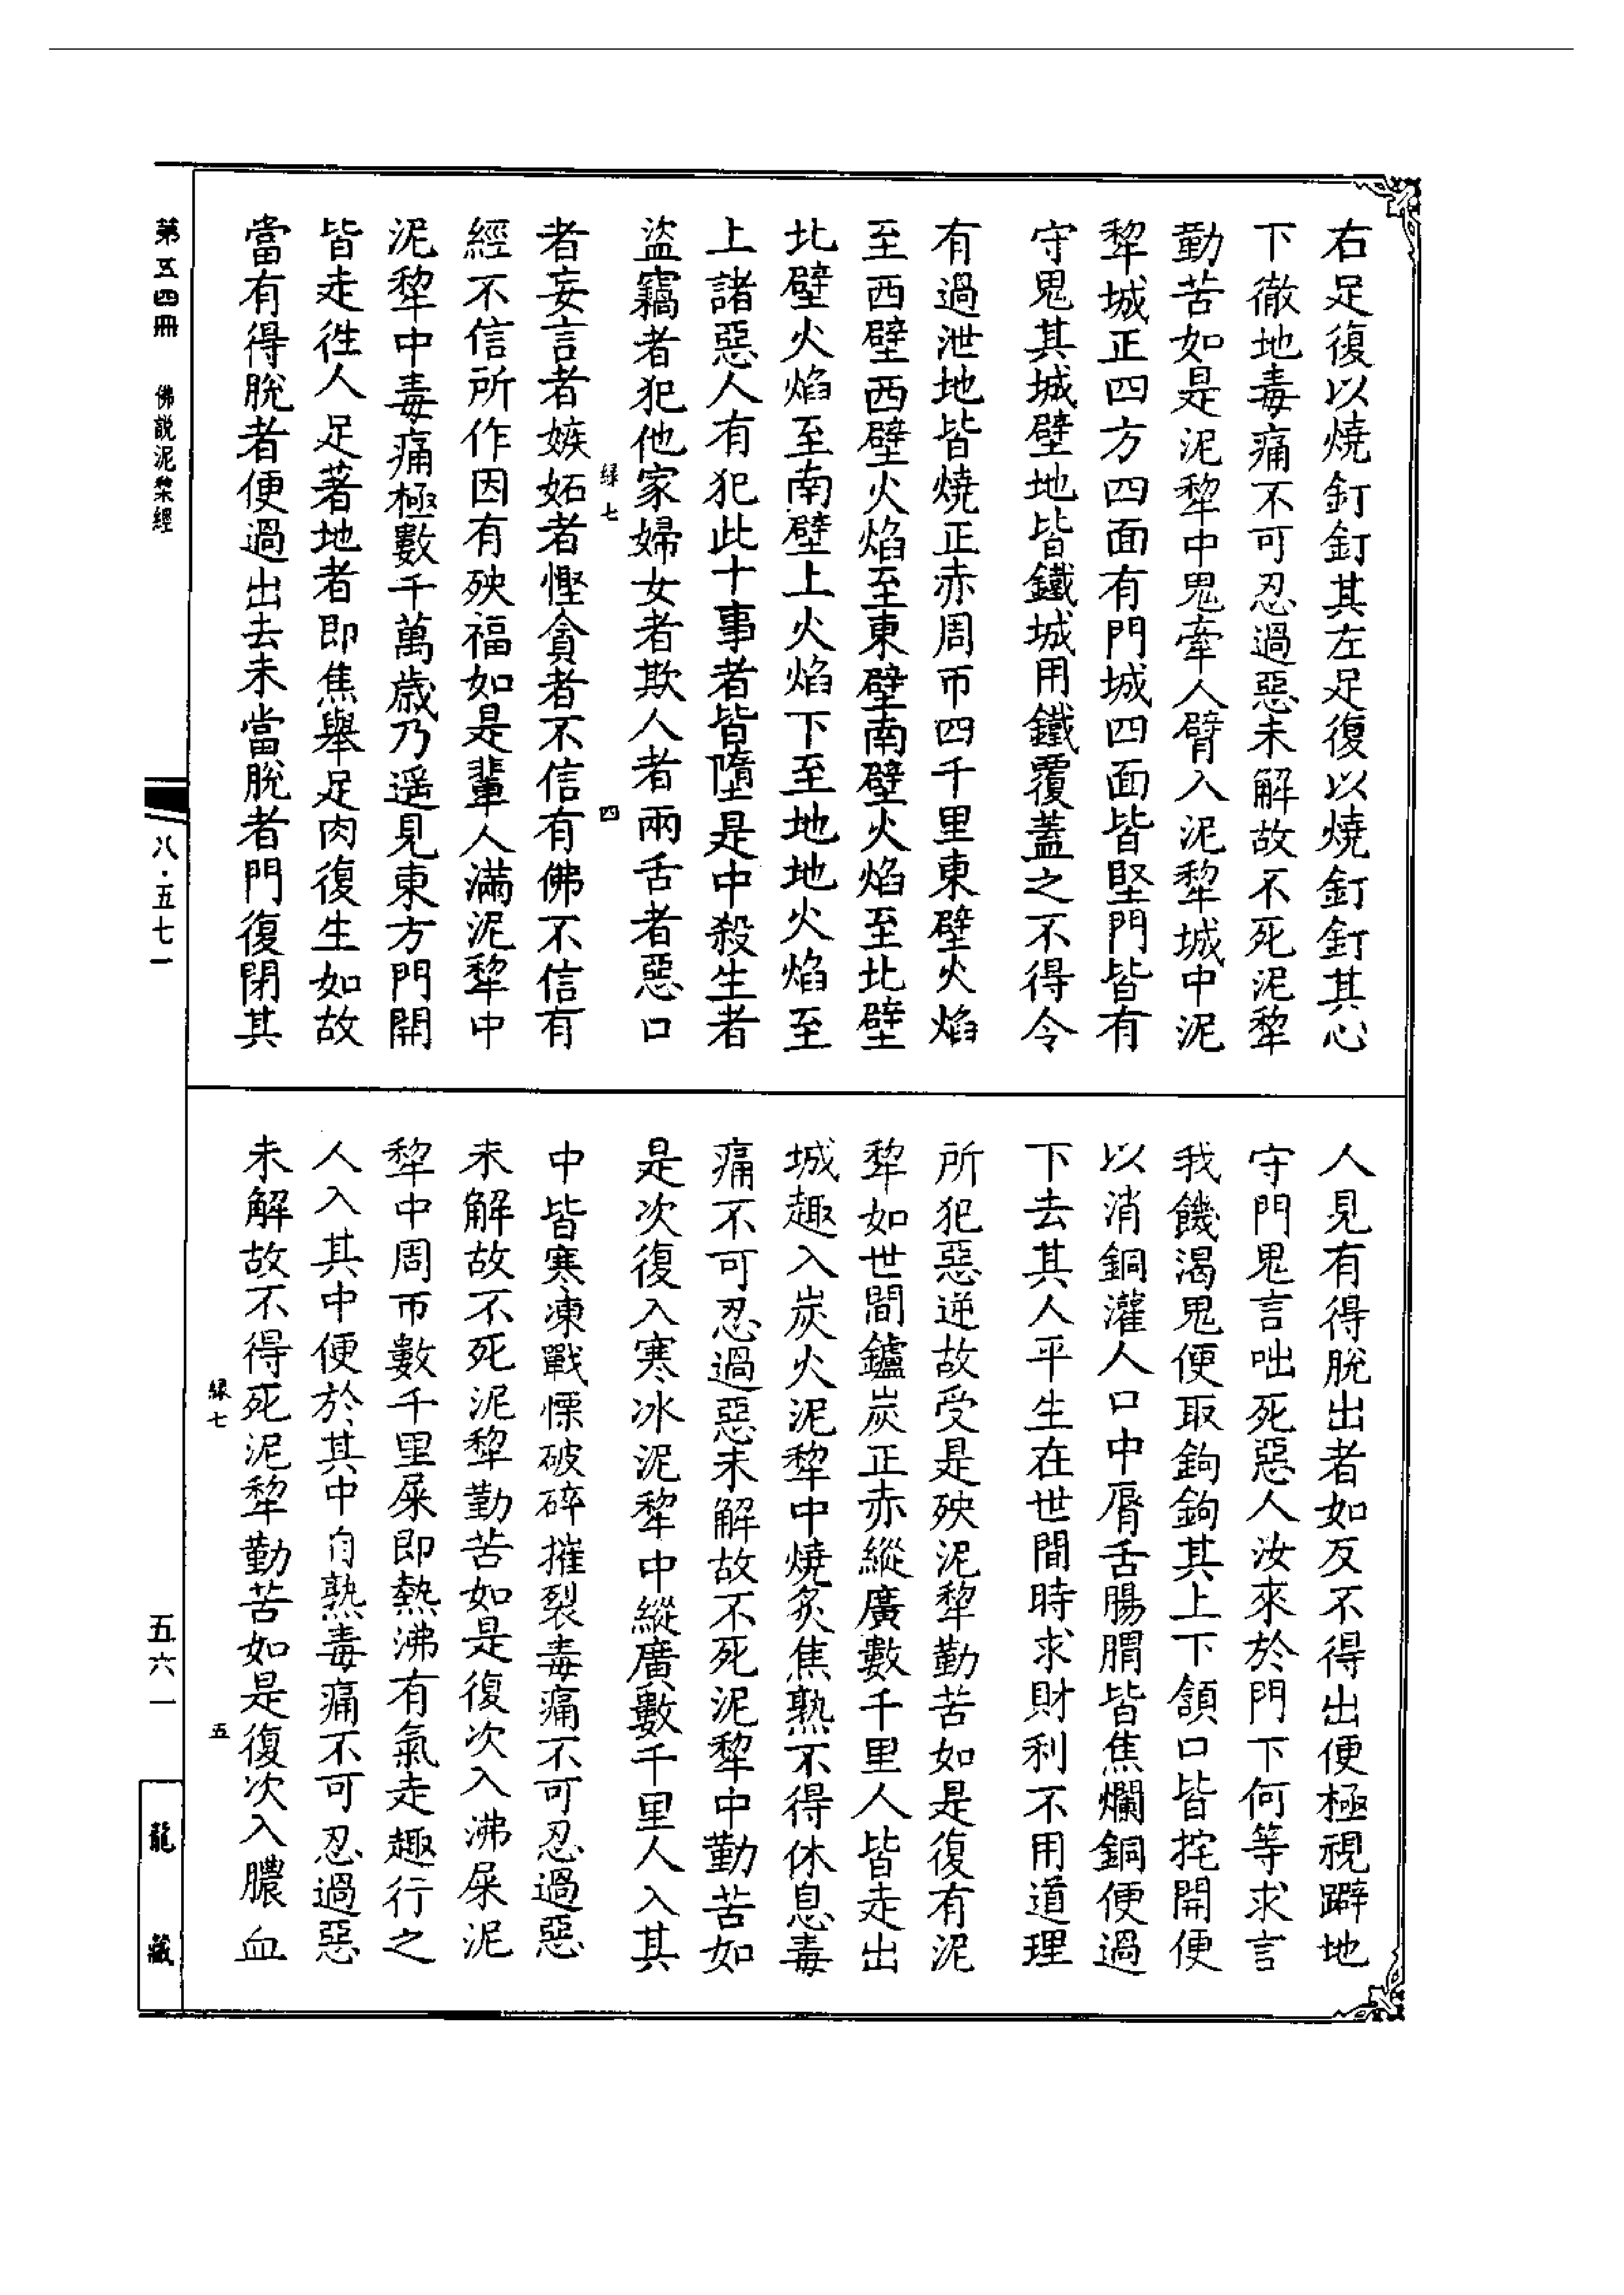 右足復以燒釘釘其左足復以燒釘釘其心
下徹地毒痛不可忍過惡未解故不死泥犂
勤苦如是泥犂中鬼牽人臂入泥犂城中泥
犂城正四方四面有門城四面皆堅門皆有
守鬼其城壁地皆鐵城用鐵覆蓋之不得令
有過泄地皆燒正赤周帀四千里東壁火焰
至西壁西壁火焰至東壁南壁火焰至北壁
北壁火焰至南壁上火焰下至地地火焰至
上諸惡人有犯此十事者皆墮是中殺生者
盜竊者犯他家婦女者欺人者兩舌者惡口
緑七
四
者妄言者嫉妬者慳貪者不信有佛不信有
經不信所作因有殃福如是輩人滿泥犂中
泥犂中毒痛極數千萬歲乃遥見東方門開
皆走徃人足著地者即焦舉足肉復生如故
當有得脫者便過出去未當脫者門復閉其
人見有得脫出者如反不得出便極視躃地
守門鬼言咄死惡人汝來於門下何等求言
我饑渴鬼便取鉤鉤其上下頷口皆挓開便
以消銅灌人口中脣舌腸胃皆焦爛銅便過
下去其人平生在世間時求財利不用道理
所犯惡逆故受是殃泥犂勤苦如是復有泥
犂如世間鑪炭正赤縱廣數千里人皆走出
城趣入炭火泥犂中燒炙焦熟不得休息毒
痛不可忍過惡未解故不死泥犂中勤苦如
是次復入寒冰泥犂中縱廣數千里人入其
中皆寒凍戰慄破碎摧裂毒痛不可忍過惡
未解故不死泥犂勤苦如是復次入沸屎泥
犂中周帀數千里屎即熱沸有氣走趣行之
人入其中便於其中自熟毒痛不可忍過惡
未解故不得死泥犂勤苦如是復次入膿血
緑七
五
第五四冊
佛説泥犂經
八·五七一
五六一
龍藏